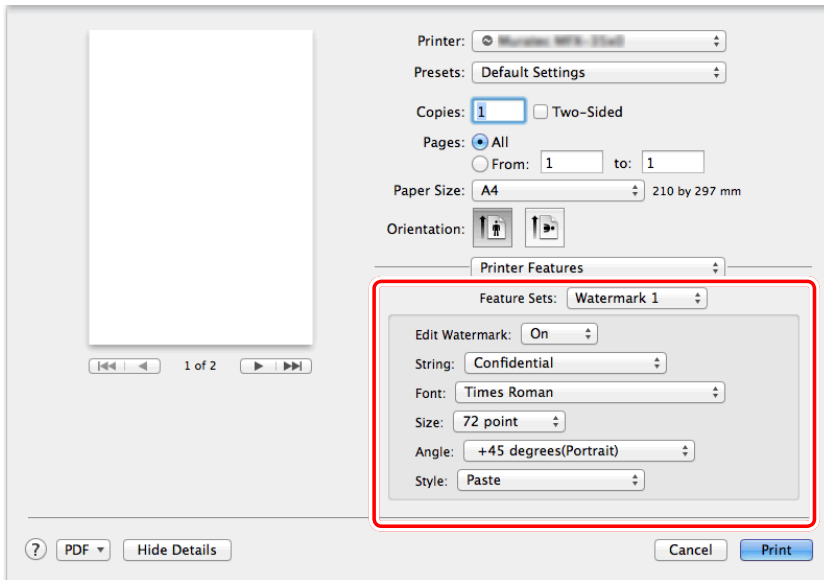 Printer:
Presets: Default Settings
Copies: 1 Two-Sided
Pages: All
From: 1 to: 1
Paper Size: A4 210 by 297 mm
Orientation:
Printer Features
Feature Sets: Watermark 1
Edit Watermark: On
String: Confidential
Font: Times Roman
Size: 72 point
Angle: +45 degrees(Portrait)
Style: Paste
1 of 2
? PDF Hide Details Cancel Print